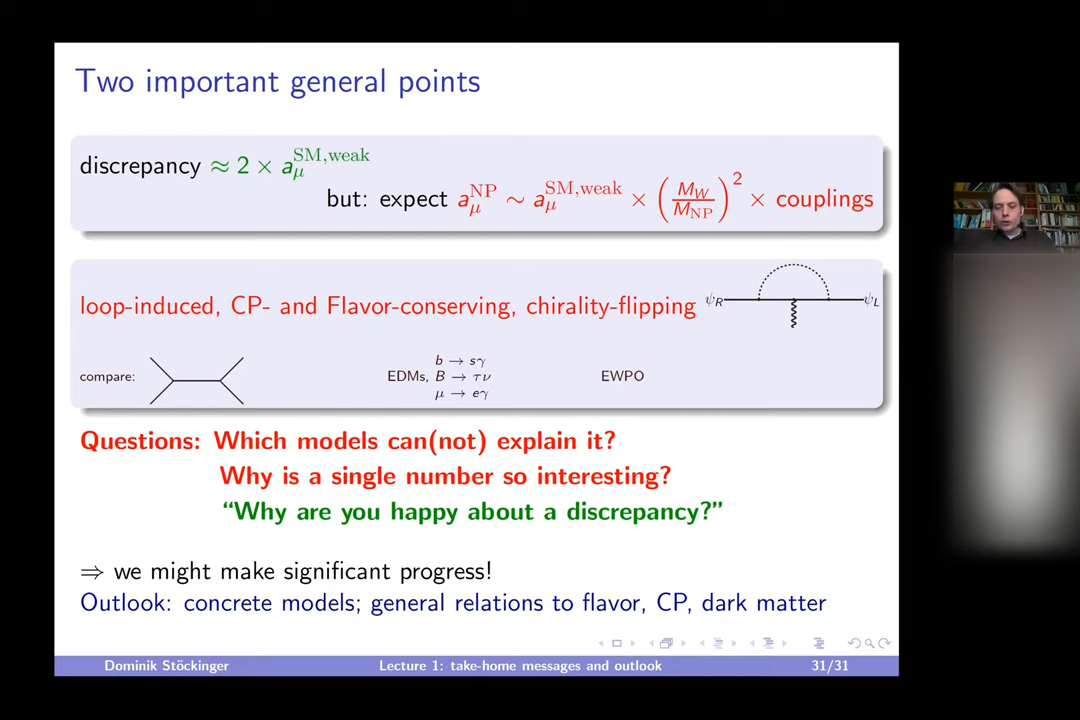 Two important general points
discrepancy ≈ 2 × a_μ^{SM,weak}
but: expect a_μ^{NP} ∼ a_μ^{SM,weak} × (M_W/M_{NP})^2 × couplings
loop-induced, CP- and Flavor-conserving, chirality-flipping ψ_R ψ_L
compare:
EDMs,
b → sγ
B → τν
μ → eγ
EWPO
Questions: Which models can(not) explain it?
Why is a single number so interesting?
“Why are you happy about a discrepancy?”
⇒ we might make significant progress!
Outlook: concrete models; general relations to flavor, CP, dark matter
Dominik Stöckinger Lecture 1: take-home messages and outlook 31/31